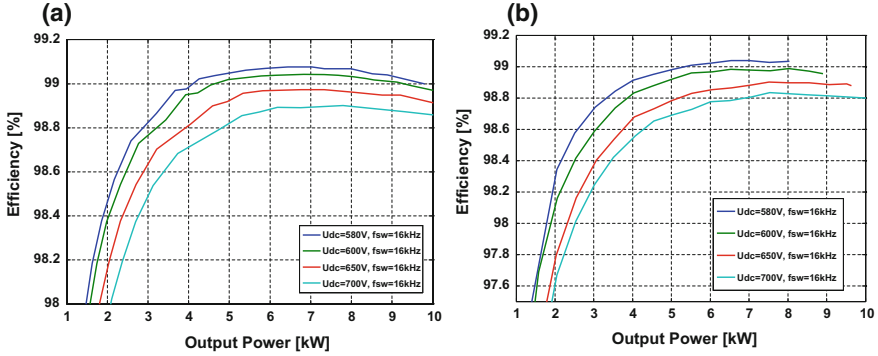 (a)
99.2
99
98.8
98.6
98.4
98.2
98
Efficiency [%]
1 2 3 4 5 6 7 8 9 10
Output Power [kW]
Udc=580V, fsw=16kHz
Udc=600V, fsw=16kHz
Udc=650V, fsw=16kHz
Udc=700V, fsw=16kHz
(b)
99.2
99
98.8
98.6
98.4
98.2
98
97.8
97.6
Efficiency [%]
1 2 3 4 5 6 7 8 9 10
Output Power [kW]
Udc=580V, fsw=16kHz
Udc=600V, fsw=16kHz
Udc=650V, fsw=16kHz
Udc=700V, fsw=16kHz